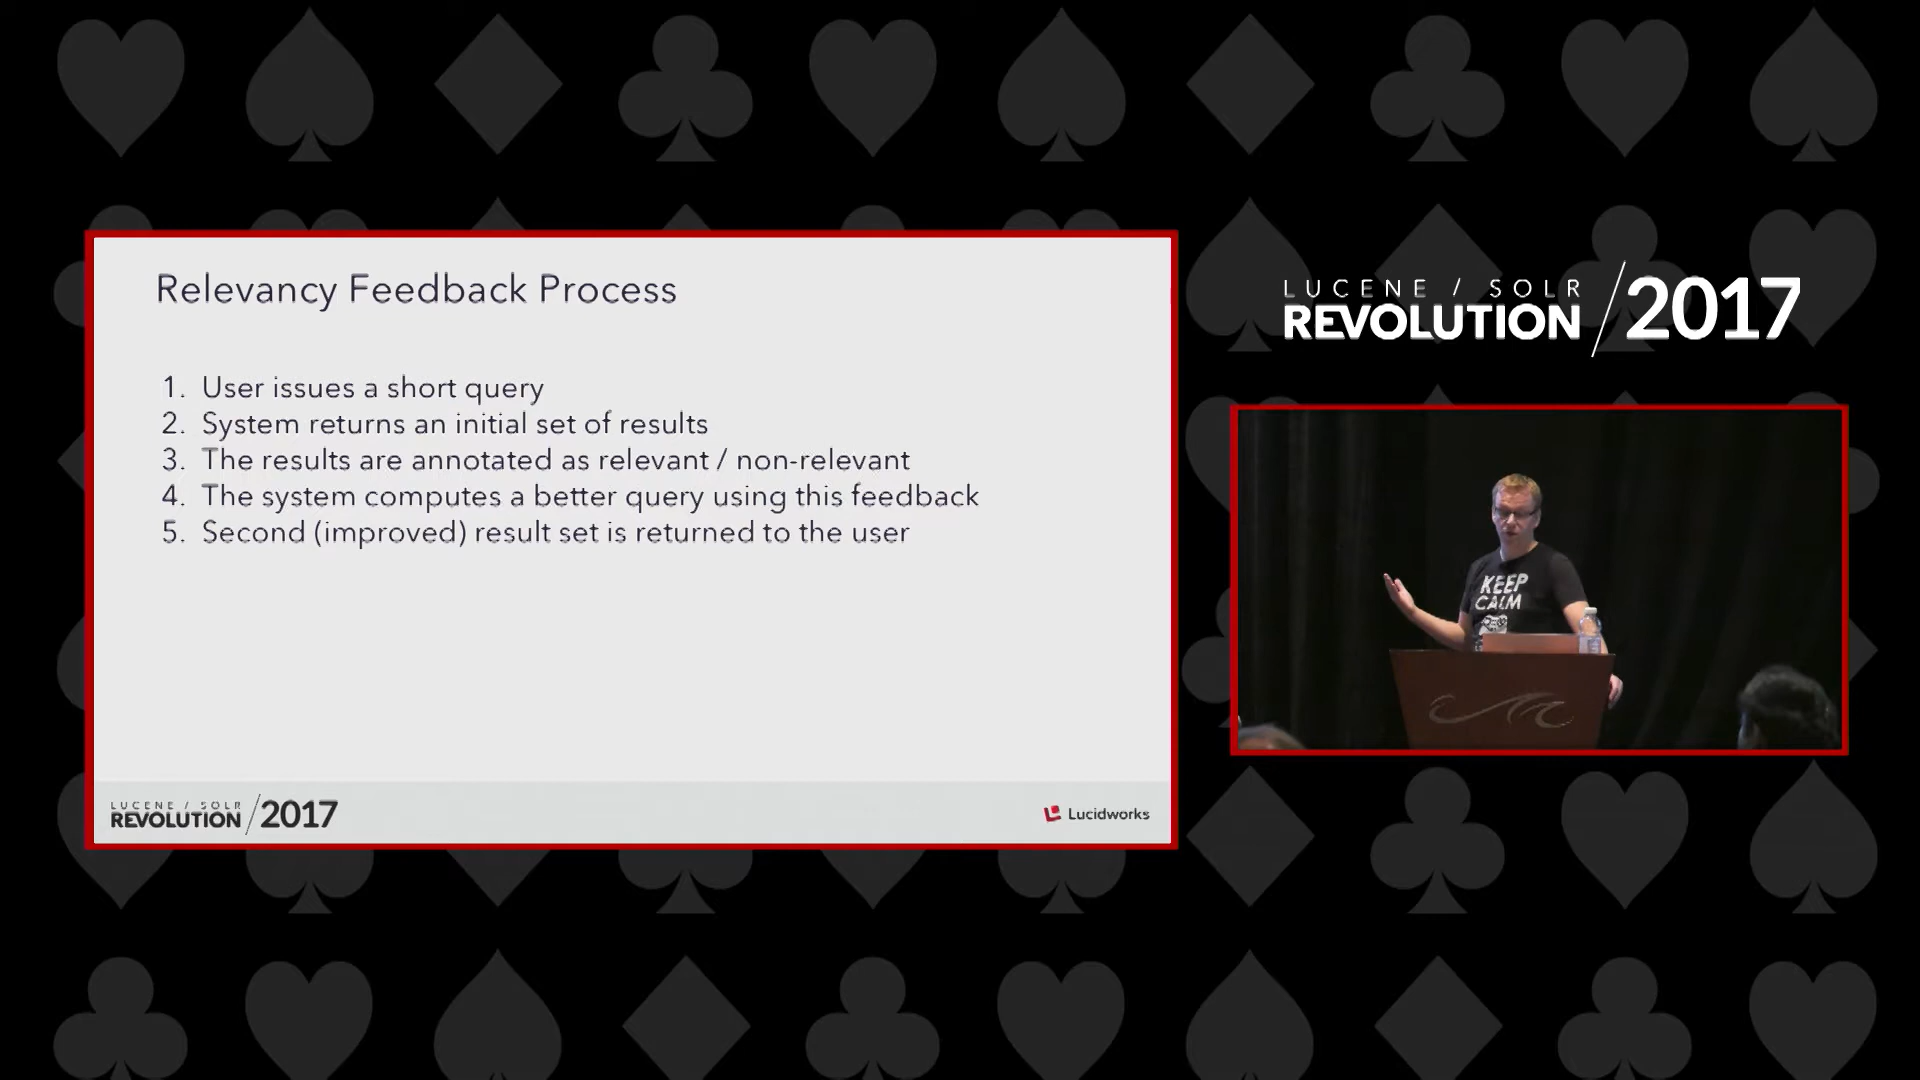 Relevancy Feedback Process
1. User issues a short query
2. System returns an initial set of results
3. The results are annotated as relevant / non-relevant
4. The system computes a better query using this feedback
5. Second (improved) result set is returned to the user
LUCENE / SOLR
REVOLUTION / 2017
Lucidworks
LUCENE / SOLR
REVOLUTION / 2017
KEEP
CALM